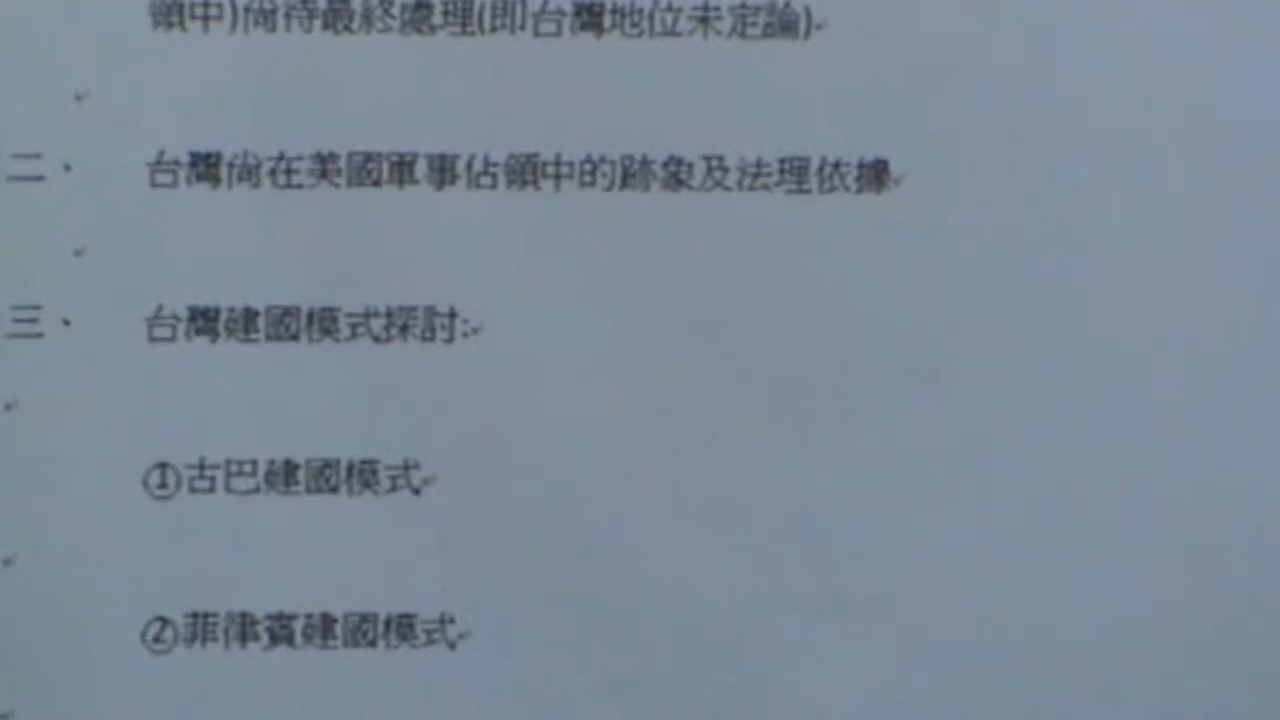 領中)尚待最終處理(即台灣地位未定論)
二、 台灣尚在美國軍事佔領中的跡象及法理依據
三、 台灣建國模式探討:
①古巴建國模式
②菲律賓建國模式